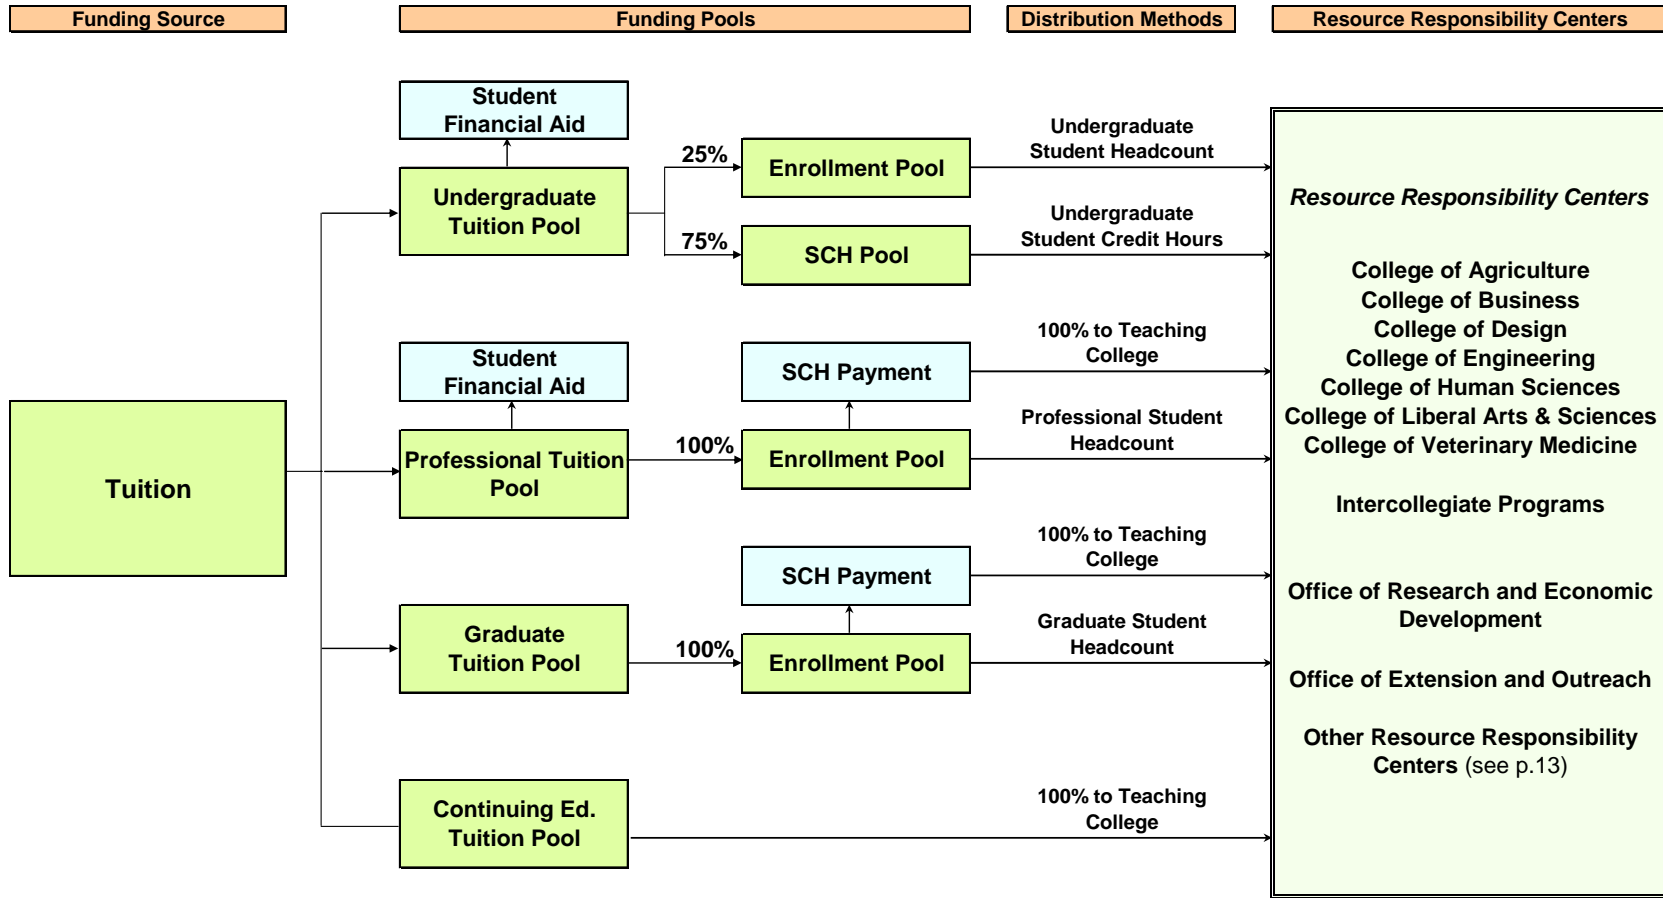 Funding Source
Funding Pools
Distribution Methods
Resource Responsibility Centers
Student
Financial Aid
Undergraduate
Tuition Pool
25%
75%
Enrollment Pool
SCH Pool
Undergraduate
Student Headcount
Undergraduate
Student Credit Hours
Student
Financial Aid
Professional Tuition
Pool
100%
SCH Payment
Enrollment Pool
100% to Teaching
College
Professional Student
Headcount
Tuition
Graduate
Tuition Pool
100%
SCH Payment
Enrollment Pool
100% to Teaching
College
Graduate Student
Headcount
Continuing Ed.
Tuition Pool
100% to Teaching
College
Resource Responsibility Centers
College of Agriculture
College of Business
College of Design
College of Engineering
College of Human Sciences
College of Liberal Arts & Sciences
College of Veterinary Medicine
Intercollegiate Programs
Office of Research and Economic
Development
Office of Extension and Outreach
Other Resource Responsibility
Centers (see p.13)